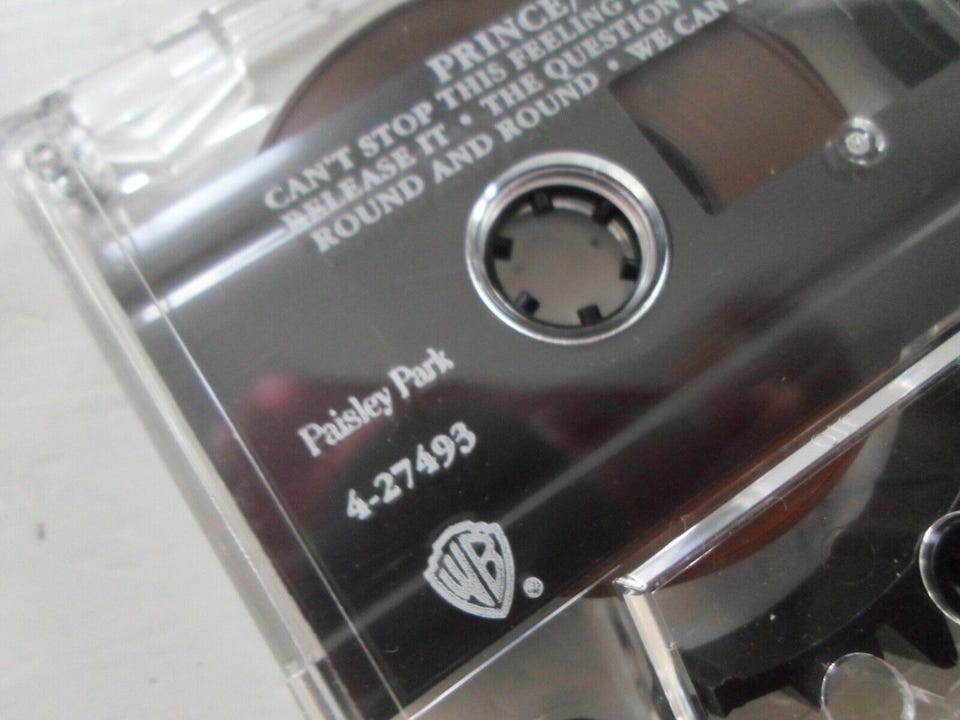 PRINCE/
CAN'T STOP THIS FEELING
RELEASE IT • THE QUESTION
ROUND AND ROUND • WE CAN
Paisley Park
4-27493
WB®